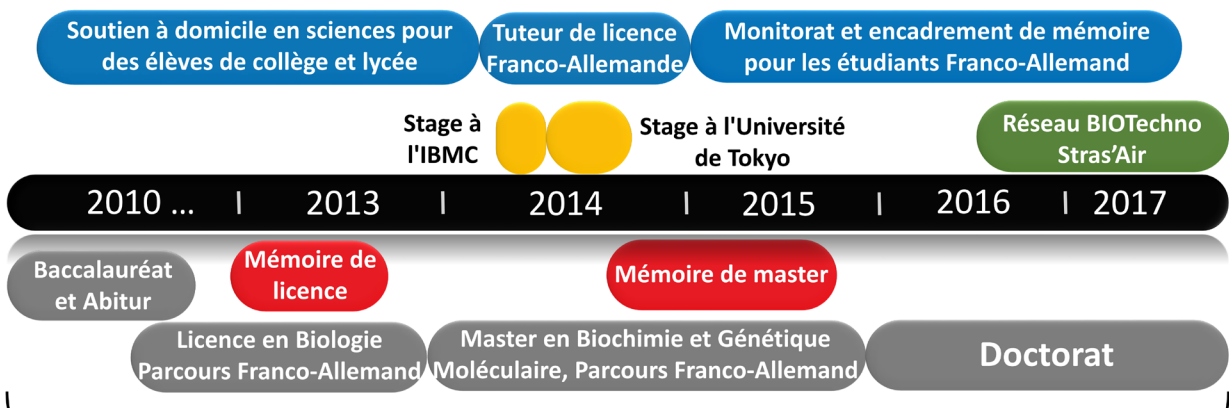 Soutien à domicile en sciences pour
des élèves de collège et lycée
Tuteur de licence
Franco-Allemande
Monitorat et encadrement de mémoire
pour les étudiants Franco-Allemand
Stage à
l'IBMC
Stage à l'Université
de Tokyo
Réseau BIOTechno
Stras’Air
2010 ... | 2013 | 2014 | 2015 | 2016 | 2017
Baccalauréat
et Abitur
Mémoire de
licence
Mémoire de master
Licence en Biologie
Parcours Franco-Allemand
Master en Biochimie et Génétique
Moléculaire, Parcours Franco-Allemand
Doctorat